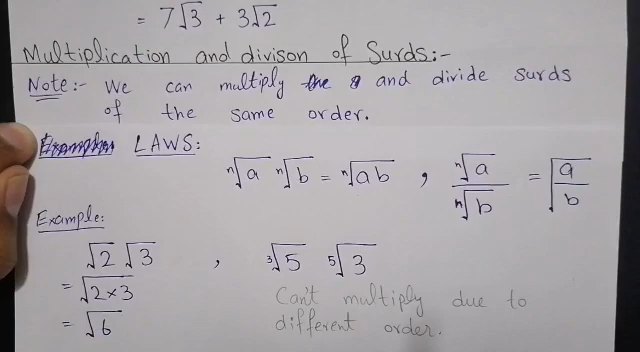 = 7√3 + 3√2
Multiplication and divison of Surds:-
Note:- We can multiply the and divide surds
of the same order.
LAWS:
ⁿ√a ⁿ√b = ⁿ√ab , ⁿ√a / ⁿ√b = √a/b
Example:
√2 √3 , ³√5 ⁵√3
= √2×3 Can't multiply due to
= √6 different order.